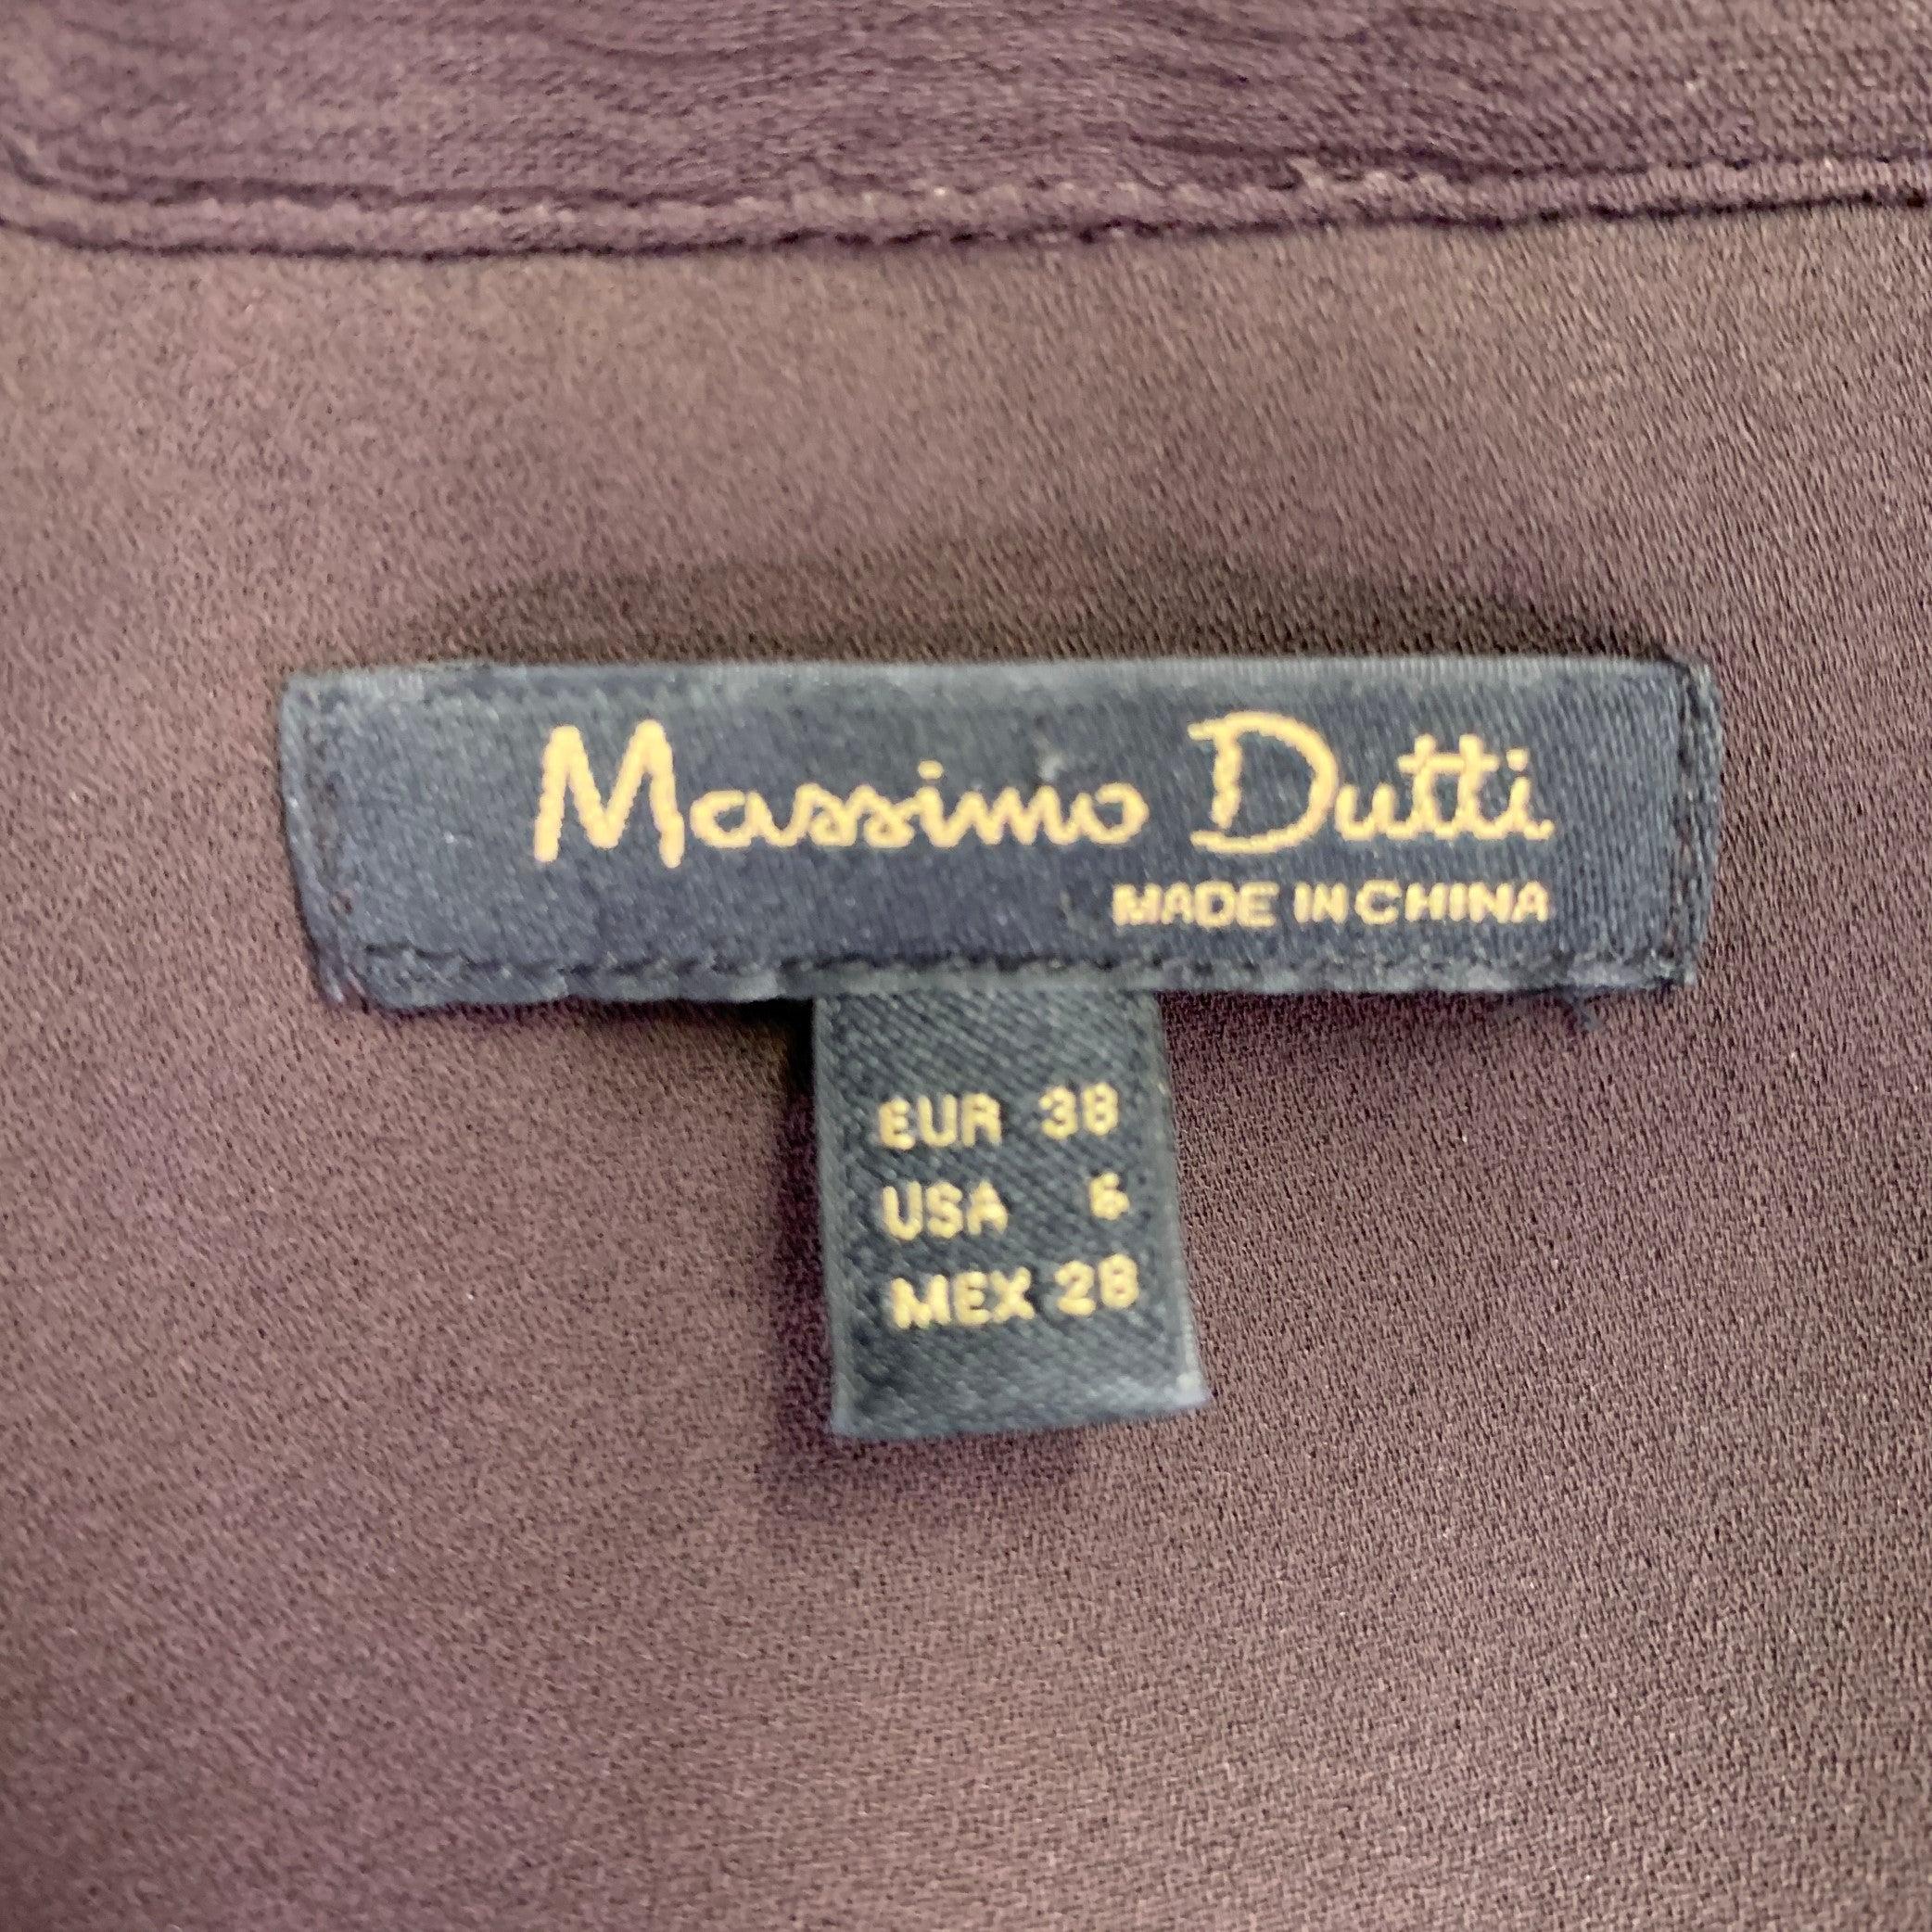 Massimo Dutti
MADE IN CHINA
EUR 38
USA 6
MEX 28